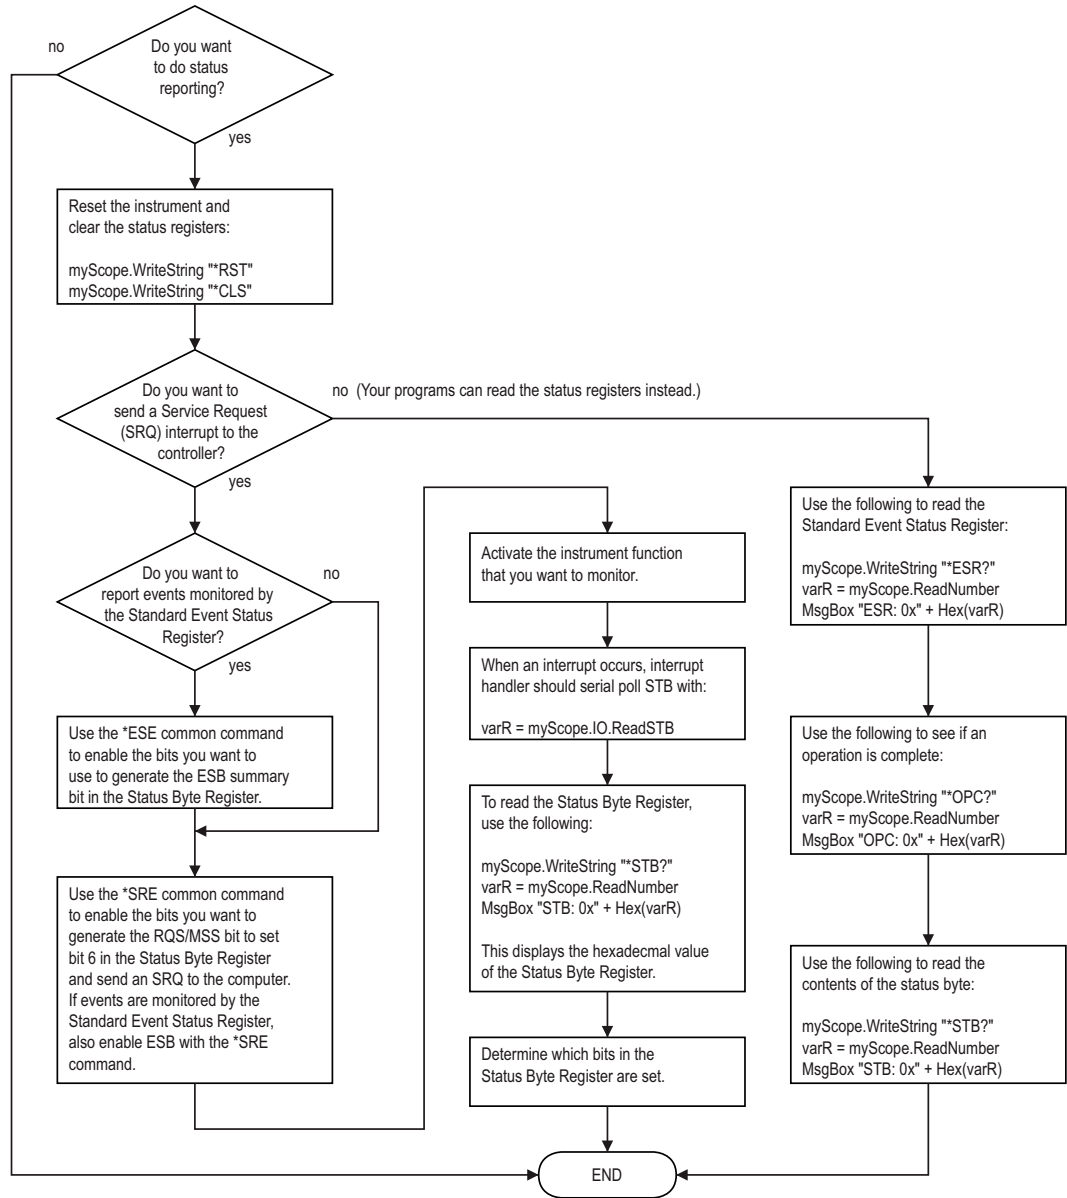 Do you want
to do status
reporting?
no
yes
Reset the instrument and
clear the status registers:
myScope.WriteString "*RST"
myScope.WriteString "*CLS"
Do you want to
send a Service Request
(SRQ) interrupt to the
controller?
no (Your programs can read the status registers instead.)
yes
Do you want to
report events monitored by
the Standard Event Status
Register?
no
yes
Use the *ESE common command
to enable the bits you want to
use to generate the ESB summary
bit in the Status Byte Register.
Use the *SRE common command
to enable the bits you want to
generate the RQS/MSS bit to set
bit 6 in the Status Byte Register
and send an SRQ to the computer.
If events are monitored by the
Standard Event Status Register,
also enable ESB with the *SRE
command.
Activate the instrument function
that you want to monitor.
When an interrupt occurs, interrupt
handler should serial poll STB with:
varR = myScope.IO.ReadSTB
To read the Status Byte Register,
use the following:
myScope.WriteString "*STB?"
varR = myScope.ReadNumber
MsgBox "STB: 0x" + Hex(varR)
This displays the hexadecmal value
of the Status Byte Register.
Determine which bits in the
Status Byte Register are set.
Use the following to read the
Standard Event Status Register:
myScope.WriteString "*ESR?"
varR = myScope.ReadNumber
MsgBox "ESR: 0x" + Hex(varR)
Use the following to see if an
operation is complete:
myScope.WriteString "*OPC?"
varR = myScope.ReadNumber
MsgBox "OPC: 0x" + Hex(varR)
Use the following to read the
contents of the status byte:
myScope.WriteString "*STB?"
varR = myScope.ReadNumber
MsgBox "STB: 0x" + Hex(varR)
END